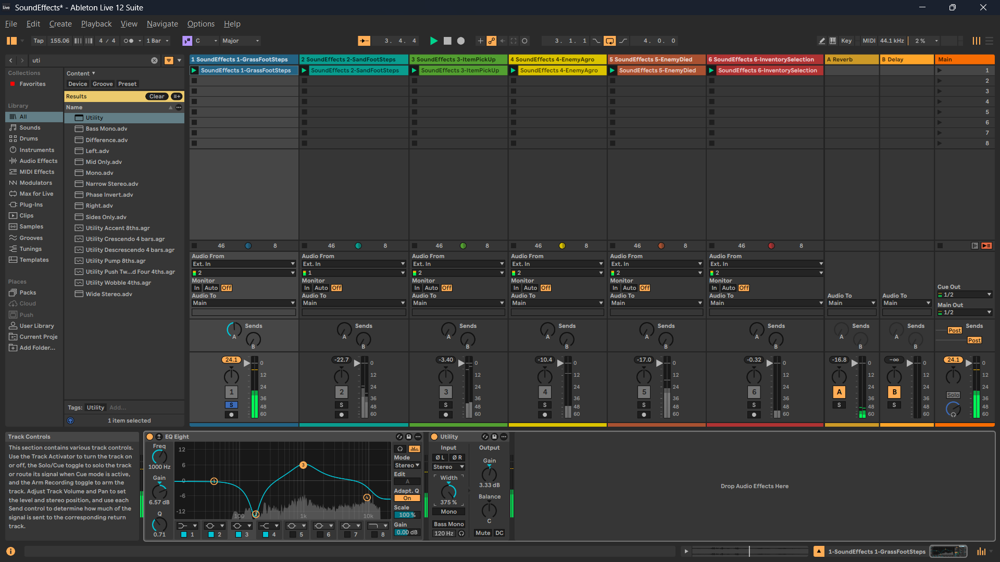 SoundEffects* - Ableton Live 12 Suite
File Edit Create Playback View Navigate Options Help
Tap 155.06 4 / 4 1 Bar C Major 3. 4. 4 3. 1. 1 4. 0. 0 Key MIDI 44.1 kHz 2 %
uti
Collections
Favorites
Library
All
Sounds
Drums
Instruments
Audio Effects
MIDI Effects
Modulators
Max for Live
Plug-Ins
Clips
Samples
Grooves
Tunings
Templates
Places
Packs
Cloud
Push
User Library
Current Proje
Add Folder...
Content
Device Groove Preset
Results Clear
Name
Utility
Bass Mono.adv
Difference.adv
Left.adv
Mid Only.adv
Mono.adv
Narrow Stereo.adv
Phase Invert.adv
Right.adv
Sides Only.adv
Utility Accent 8ths.agr
Utility Crescendo 4 bars.agr
Utility Descrescendo 4 bars.agr
Utility Pump 8ths.agr
Utility Push Tw...d Four 4ths.agr
Utility Wobble 4ths.agr
Wide Stereo.adv
Tags: Utility Add...
1 item selected
1 SoundEffects 1-GrassFootSteps 2 SoundEffects 2-SandFootSteps 3 SoundEffects 3-ItemPickUp 4 SoundEffects 4-EnemyAgro 5 SoundEffects 5-EnemyDied 6 SoundEffects 6-InventorySelection A Reverb B Delay Main
SoundEffects 1-GrassFootSteps SoundEffects 2-SandFootSteps SoundEffects 3-ItemPickUp SoundEffects 4-EnemyAgro SoundEffects 5-EnemyDied SoundEffects 6-InventorySelection 1
2
3
4
5
6
7
8
46 8 46 8 46 8 46 8 46 8 46 8
Audio From Audio From Audio From Audio From Audio From Audio From
Ext. In Ext. In Ext. In Ext. In Ext. In Ext. In
2 1 2 2 2 2
Monitor Monitor Monitor Monitor Monitor Monitor
In Auto Off In Auto Off In Auto Off In Auto Off In Auto Off In Auto Off Cue Out
Audio To Audio To Audio To Audio To Audio To Audio To Audio To Audio To 1/2
Main Main Main Main Main Main Main Main Main Out
1/2
Sends Sends Sends Sends Sends Sends Sends Sends Sends
A A A A A A A A Post
B B B B B B B B Post
24.1 -22.7 -3.40 -10.4 -17.0 -0.32 -16.8 -∞ 24.1
0 0 0 0 0 0 0 0 0
12 12 12 12 12 12 12 12 12
24 24 24 24 24 24 24 24 24
1 2 3 4 5 6 A B Solo
36 36 36 36 36 36 36 36 36
S S S S S S S S
48 48 48 48 48 48 48 48 48
60 60 60 60 60 60 60 60 60
Track Controls
This section contains various track controls.
Use the Track Activator to turn the track on
or off, the Solo/Cue toggle to solo the track
or route its signal when Cue mode is active,
and the Arm Recording toggle to arm the
track. Adjust Track Volume and Pan to set
the level and stereo position, and use each
Send control to determine how much of the
signal is sent to the corresponding return
track.
EQ Eight
Freq
1000 Hz
Gain
6.57 dB
Q
0.71
12
6
0
-6
-12
100 1k 10k
1 2 3 4
1 2 3 4 5 6 7 8
Mode
Stereo
Edit
A
Adapt. Q
On
Scale
100 %
Gain
0.00 dB
Utility
Input Output
Ø L Ø R
Stereo
Width
375 %
Mono
Bass Mono
120 Hz
Gain
3.33 dB
Balance
C
Mute DC
Drop Audio Effects Here
1-SoundEffects 1-GrassFootSteps